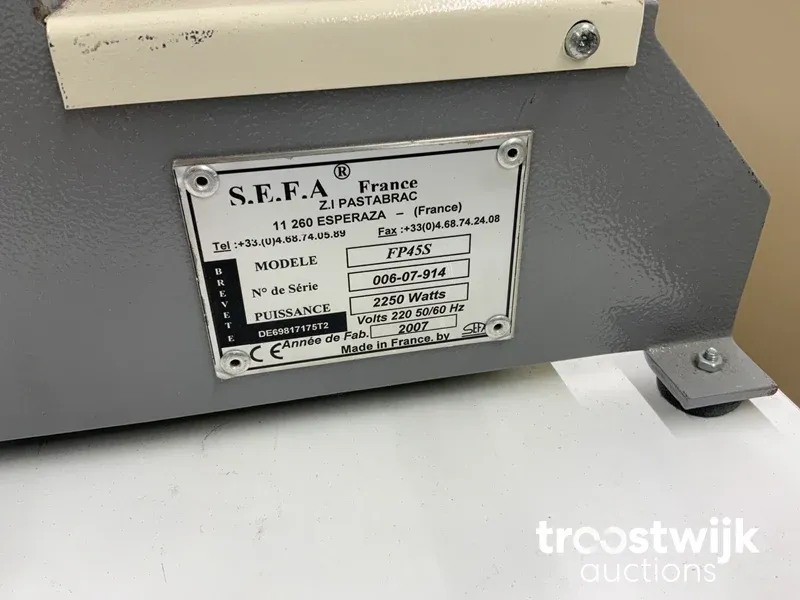 S.E.F.A ® France
Z.I PASTABRAC
11 260 ESPERAZA – (France)
Tel :+33.(0)4.68.74.05.89 Fax :+33(0)4.68.74.24.08
BREVETE
MODELE FP45S
N° de Série 006-07-914
PUISSANCE 2250 Watts
Volts 220 50/60 Hz
DE69817175T2
CE Année de Fab. 2007
Made in France. by SEFA
troostwijk
auctions